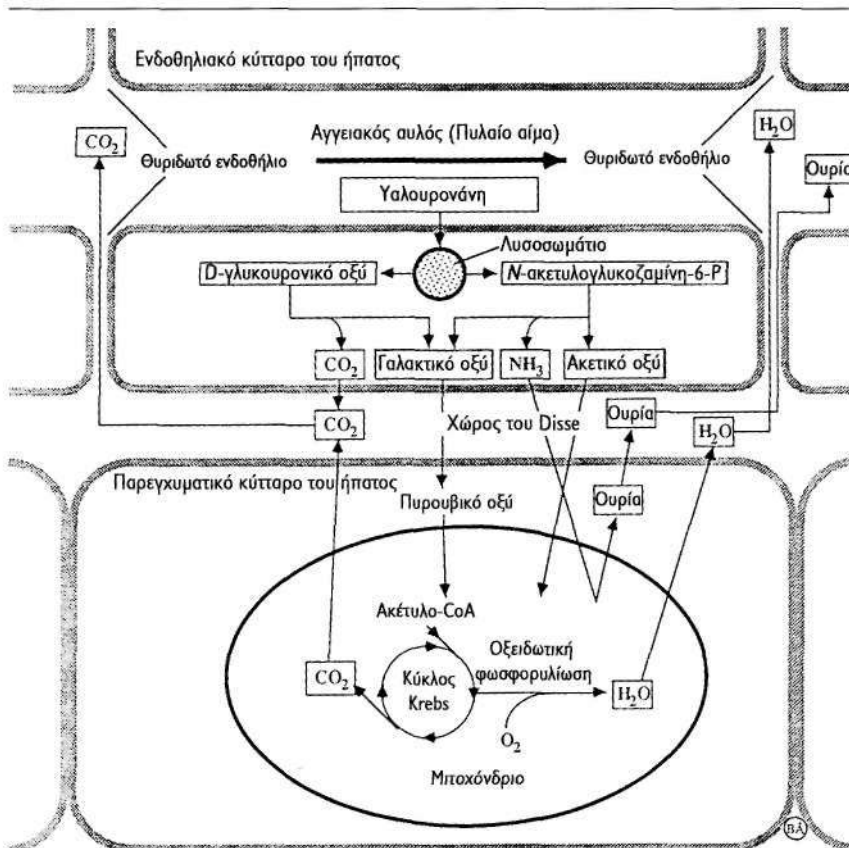 Ενδοθηλιακό κύτταρο του ήπατος
CO2
Θυριδωτό ενδοθήλιο
Αγγειακός αυλός (Πυλαίο αίμα)
Θυριδωτό ενδοθήλιο
H2O
Ουρία
Υαλουρονάνη
Λυσοσωμάτιο
D-γλυκουρονικό οξύ
N-ακετυλογλυκοζαμίνη-6-P
CO2
Γαλακτικό οξύ
NH3
Ακετικό οξύ
CO2
Χώρος του Disse
Ουρία
H2O
Παρεγχυματικό κύτταρο του ήπατος
Πυρουβικό οξύ
Ουρία
Ακέτυλο-CoA
Οξειδωτική
φωσφορυλίωση
CO2
Κύκλος
Krebs
H2O
O2
Μιτοχόνδριο